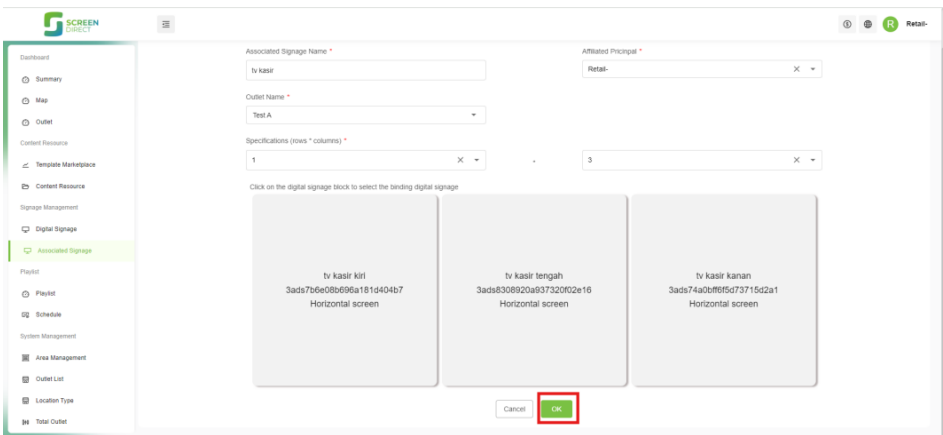 SCREEN
DIRECT
R Retail-
Dashboard
Summary
Map
Outlet
Content Resource
Template Marketplace
Content Resource
Signage Management
Digital Signage
Associated Signage
Playlist
Playlist
Schedule
System Management
Area Management
Outlet List
Location Type
Total Outlet
Associated Signage Name *
tv kasir
Affiliated Pricinpal *
Retail-
Outlet Name *
Test A
Specifications (rows * columns) *
1
3
Click on the digital signage block to select the binding digital signage
tv kasir kiri
3ads7b6e08b696a181d404b7
Horizontal screen
tv kasir tengah
3ads8308920a937320f02e16
Horizontal screen
tv kasir kanan
3ads74a0bff6f5d73715d2a1
Horizontal screen
Cancel
OK